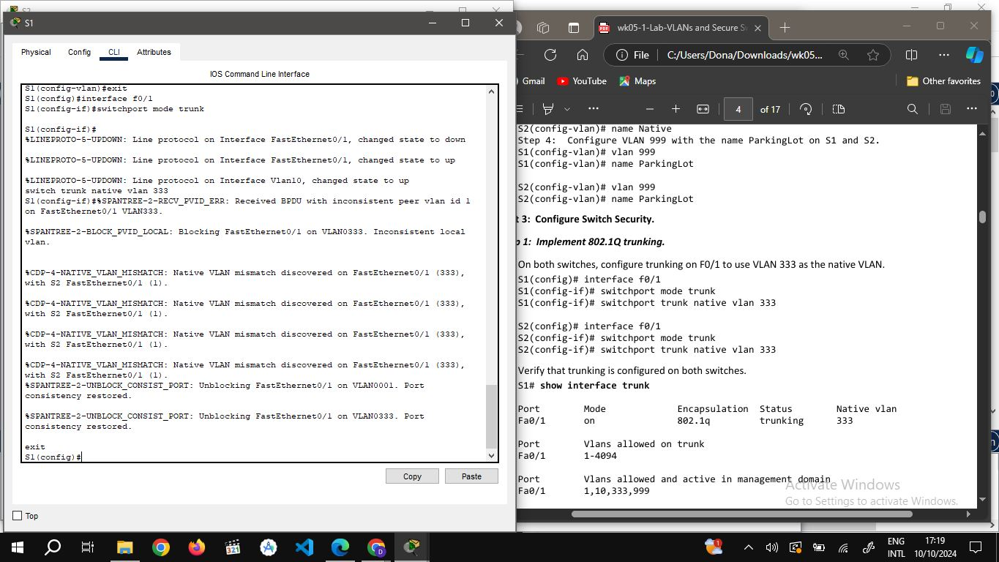 S2
S1
Physical
Config
CLI
Attributes
IOS Command Line Interface
S1(config-vlan)#exit
S1(config)#interface f0/1
S1(config-if)#switchport mode trunk
S1(config-if)#
%LINEPROTO-5-UPDOWN: Line protocol on Interface FastEthernet0/1, changed state to down
%LINEPROTO-5-UPDOWN: Line protocol on Interface FastEthernet0/1, changed state to up
%LINEPROTO-5-UPDOWN: Line protocol on Interface Vlan10, changed state to up
switch trunk native vlan 333
S1(config-if)#%SPANTREE-2-RECV_PVID_ERR: Received BPDU with inconsistent peer vlan id 1
on FastEthernet0/1 VLAN333.
%SPANTREE-2-BLOCK_PVID_LOCAL: Blocking FastEthernet0/1 on VLAN0333. Inconsistent local
vlan.
%CDP-4-NATIVE_VLAN_MISMATCH: Native VLAN mismatch discovered on FastEthernet0/1 (333),
with S2 FastEthernet0/1 (1).
%CDP-4-NATIVE_VLAN_MISMATCH: Native VLAN mismatch discovered on FastEthernet0/1 (333),
with S2 FastEthernet0/1 (1).
%CDP-4-NATIVE_VLAN_MISMATCH: Native VLAN mismatch discovered on FastEthernet0/1 (333),
with S2 FastEthernet0/1 (1).
%CDP-4-NATIVE_VLAN_MISMATCH: Native VLAN mismatch discovered on FastEthernet0/1 (333),
with S2 FastEthernet0/1 (1).
%SPANTREE-2-UNBLOCK_CONSIST_PORT: Unblocking FastEthernet0/1 on VLAN0001. Port
consistency restored.
%SPANTREE-2-UNBLOCK_CONSIST_PORT: Unblocking FastEthernet0/1 on VLAN0333. Port
consistency restored.
exit
S1(config)#
Copy
Paste
Top
wk05-1-Lab-VLANs and Secure S
File
C:/Users/Dona/Downloads/wk05...
Gmail
YouTube
Maps
Other favorites
4
of 17
S2(config-vlan)# name Native
Step 4: Configure VLAN 999 with the name ParkingLot on S1 and S2.
S1(config-vlan)# vlan 999
S1(config-vlan)# name ParkingLot
S2(config-vlan)# vlan 999
S2(config-vlan)# name ParkingLot
t 3: Configure Switch Security.
p 1: Implement 802.1Q trunking.
On both switches, configure trunking on F0/1 to use VLAN 333 as the native VLAN.
S1(config)# interface f0/1
S1(config-if)# switchport mode trunk
S1(config-if)# switchport trunk native vlan 333
S2(config)# interface f0/1
S2(config-if)# switchport mode trunk
S2(config-if)# switchport trunk native vlan 333
Verify that trunking is configured on both switches.
S1# show interface trunk
Port Mode Encapsulation Status Native vlan
Fa0/1 on 802.1q trunking 333
Port Vlans allowed on trunk
Fa0/1 1-4094
Port Vlans allowed and active in management domain
Fa0/1 1,10,333,999
Activate Windows
Go to Settings to activate Windows.
321
D
1
ENG
INTL
17:19
10/10/2024